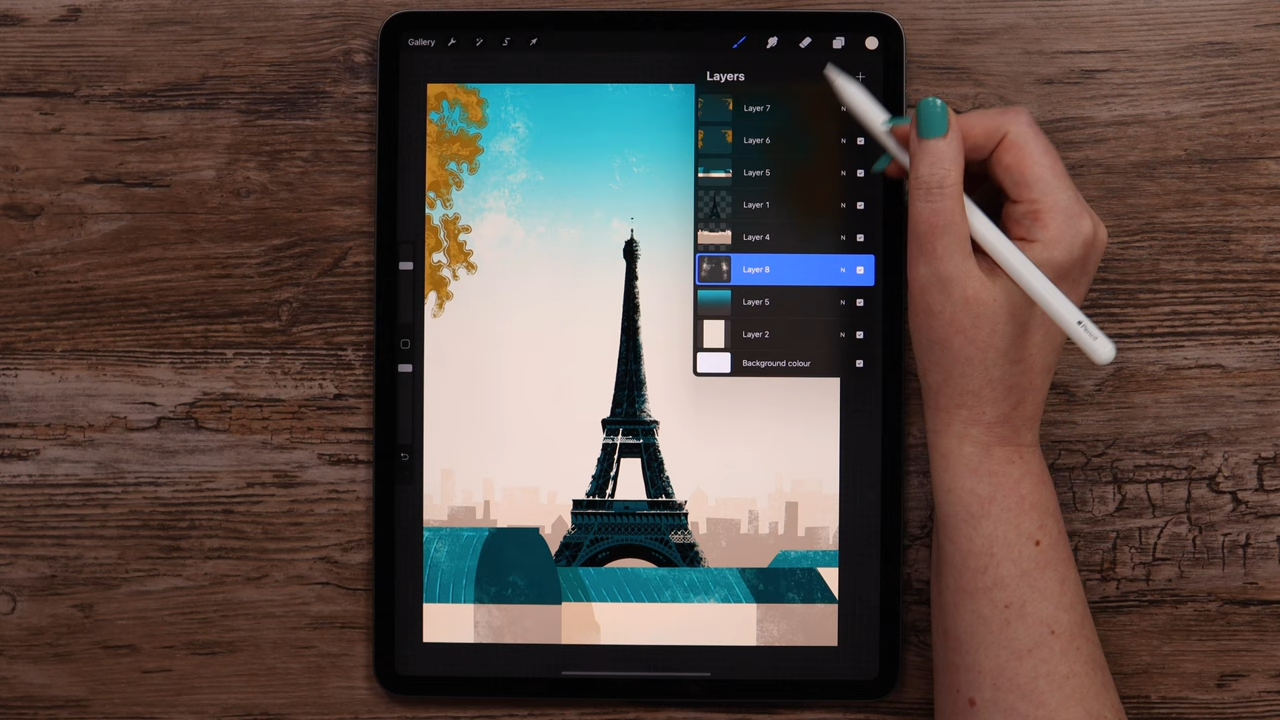 Gallery
Layers
Layer 7 N
Layer 6 N
Layer 5 N
Layer 1 N
Layer 4 N
Layer 8 N
Layer 5 N
Layer 2 N
Background colour
Pencil